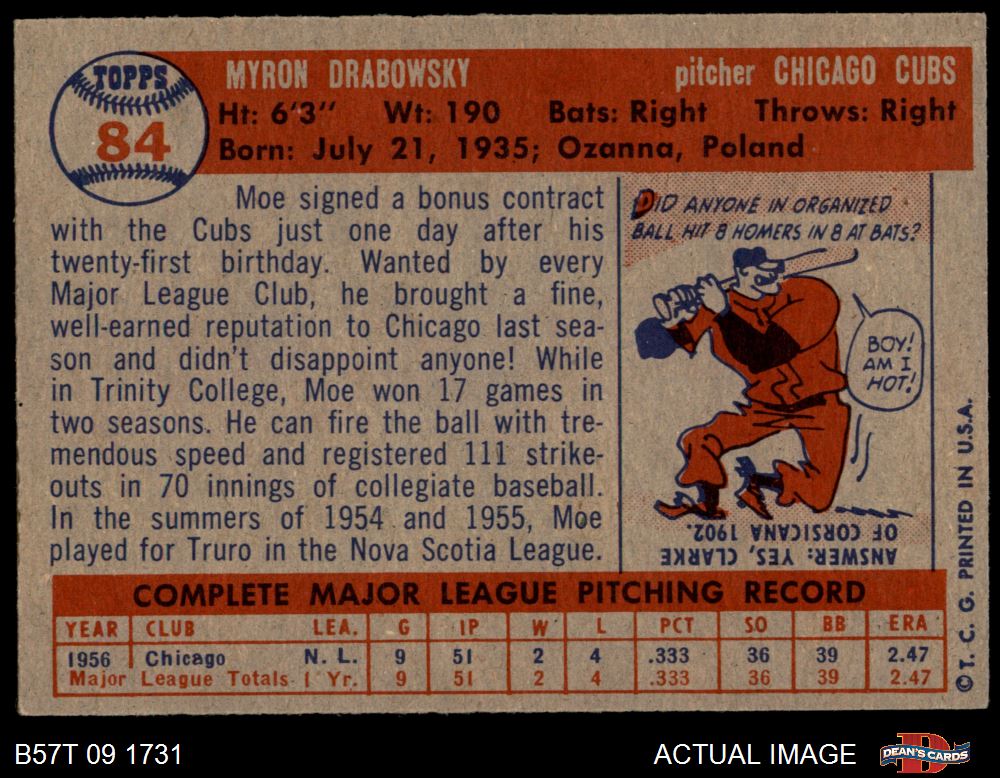 TOPPS
84
MYRON DRABOWSKY pitcher CHICAGO CUBS
Ht: 6'3" Wt: 190 Bats: Right Throws: Right
Born: July 21, 1935; Ozanna, Poland
Moe signed a bonus contract
with the Cubs just one day after his
twenty-first birthday. Wanted by every
Major League Club, he brought a fine,
well-earned reputation to Chicago last sea-
son and didn't disappoint anyone! While
in Trinity College, Moe won 17 games in
two seasons. He can fire the ball with tre-
mendous speed and registered 111 strike-
outs in 70 innings of collegiate baseball.
In the summers of 1954 and 1955, Moe
played for Truro in the Nova Scotia League.
DID ANYONE IN ORGANIZED
BALL HIT 8 HOMERS IN 8 AT BATS?
BOY!
AM I
HOT!
ANSWER: YES, CLARKE
OF CORSICANA 1902.
COMPLETE MAJOR LEAGUE PITCHING RECORD
YEAR CLUB LEA. G IP W L PCT SO BB ERA
1956 Chicago N. L. 9 51 2 4 .333 36 39 2.47
Major League Totals 1 Yr. 9 51 2 4 .333 36 39 2.47
©T. C. G. PRINTED IN U.S.A.
B57T 09 1731
ACTUAL IMAGE
DEAN'S CARDS